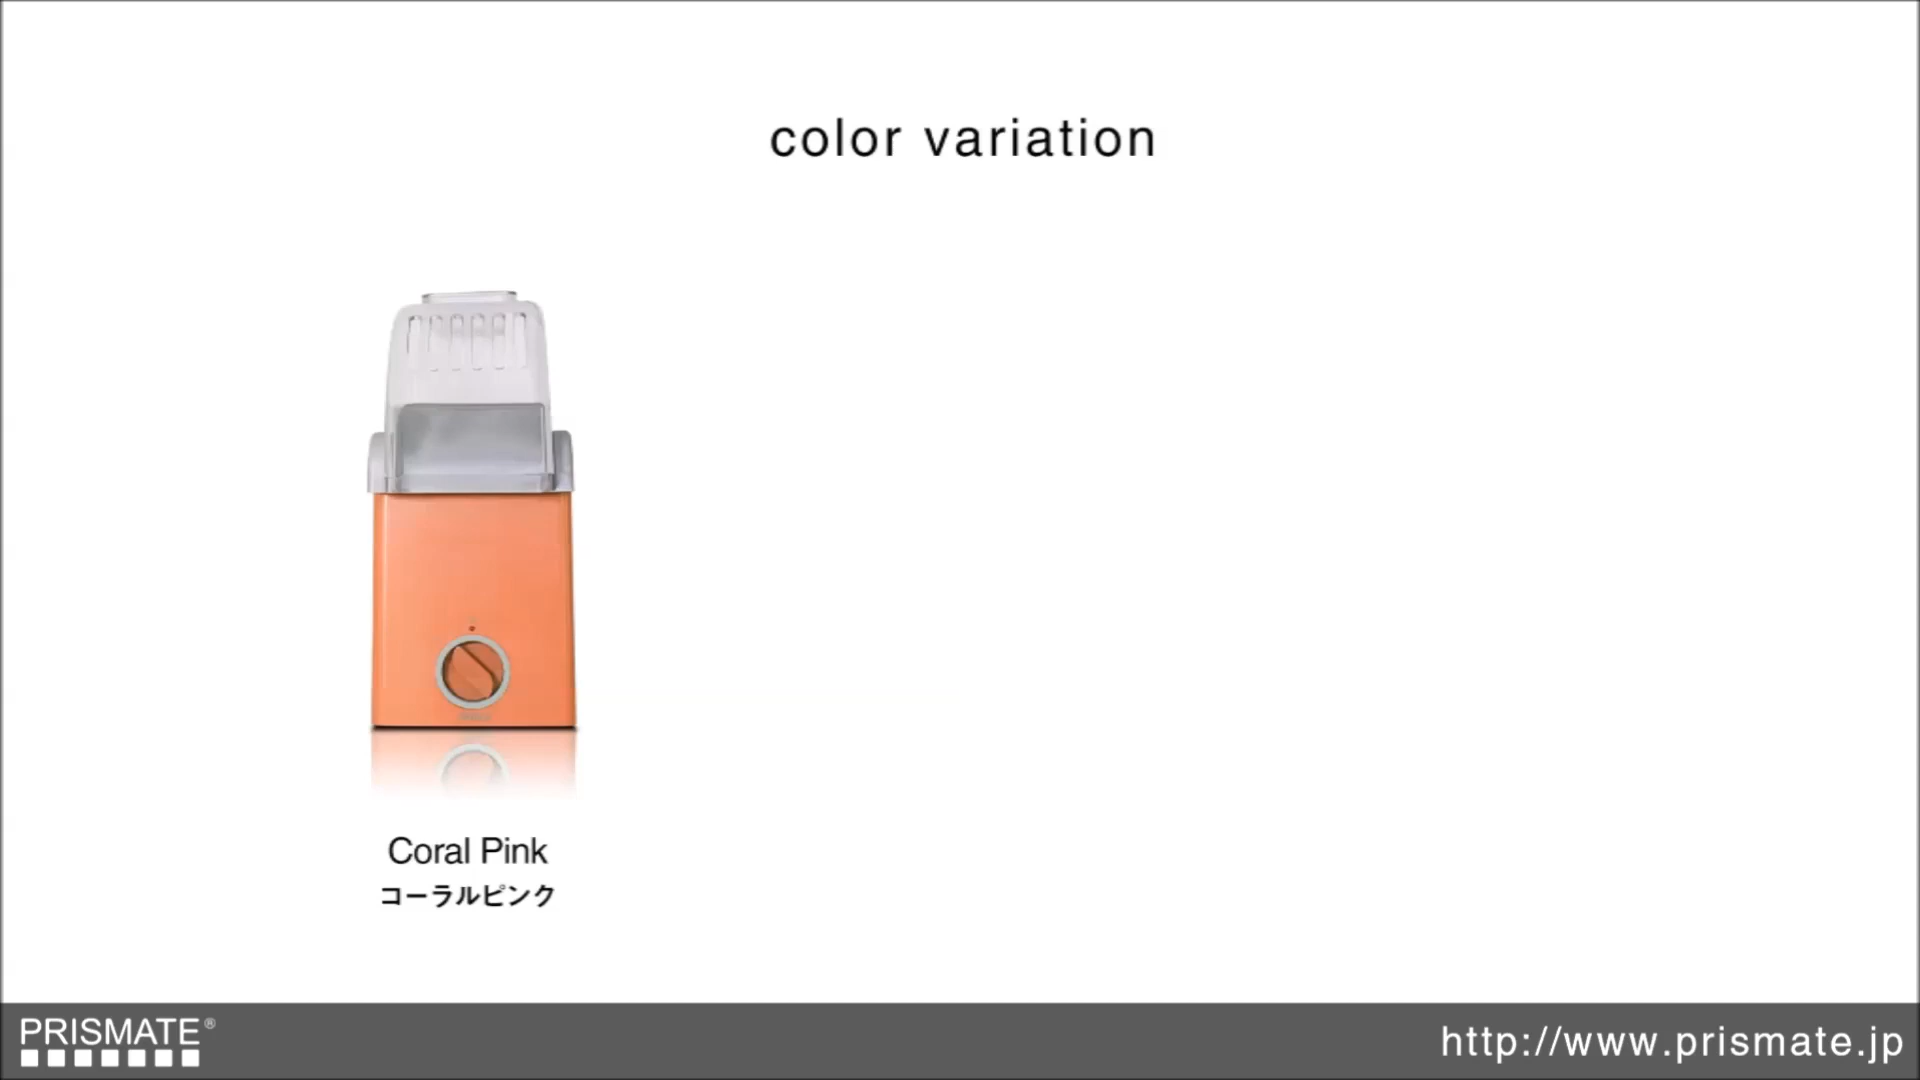 color variation
Coral Pink
コーラルピンク
PRISMATE®
http://www.prismate.jp